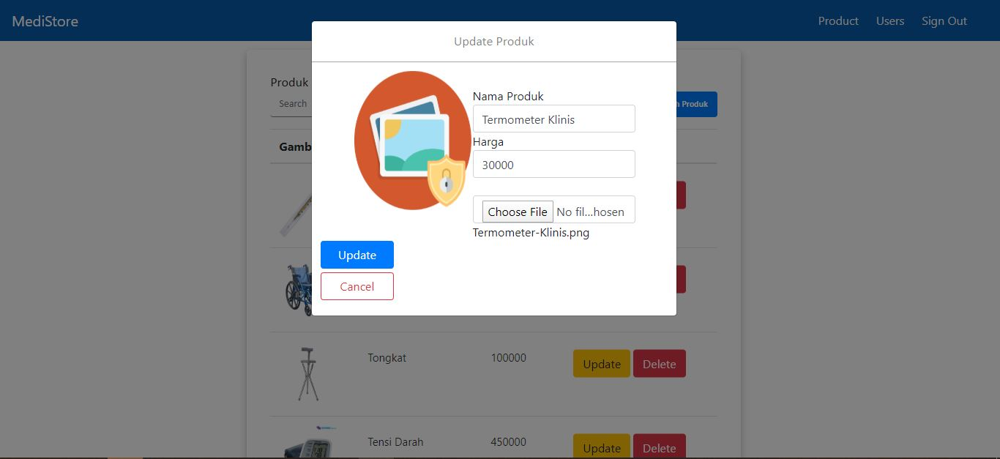 MediStore
Product Users Sign Out
Update Produk
Produk
Search
Produk
Gamb
Nama Produk
Termometer Klinis
Harga
30000
Choose File No fil...hosen
Termometer-Klinis.png
Update
Cancel
Tongkat 100000 Update Delete
Tensi Darah 450000 Update Delete